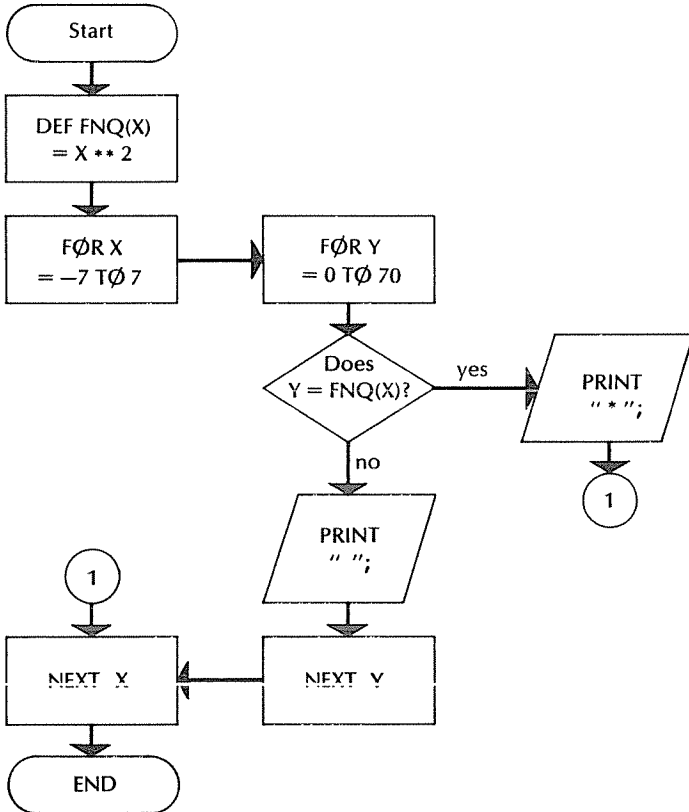 Start
DEF FNQ(X)
= X ** 2
FØR X
= −7 TØ 7
FØR Y
= 0 TØ 70
Does
Y = FNQ(X)?
yes
PRINT
" * ";
1
no
PRINT
" ";
1
NEXT X
NEXT Y
END